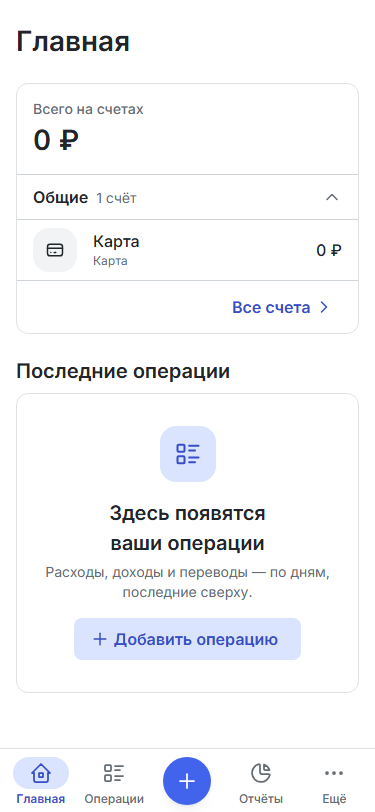 Главная
Всего на счетах
0 ₽
Общие 1 счёт
Карта
Карта
0 ₽
Все счета
Последние операции
Здесь появятся
ваши операции
Расходы, доходы и переводы — по дням,
последние сверху.
Добавить операцию
Главная
Операции
Отчёты
Ещё